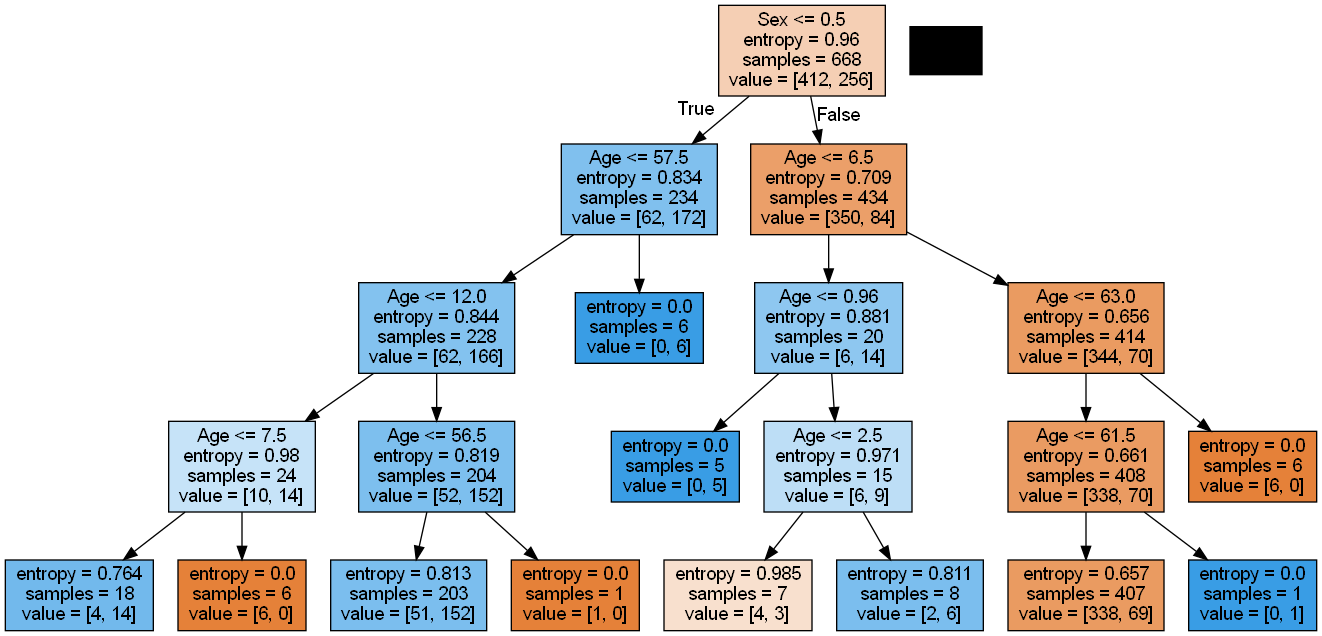 Sex <= 0.5
entropy = 0.96
samples = 668
value = [412, 256]
True
False
Age <= 57.5
entropy = 0.834
samples = 234
value = [62, 172]
Age <= 6.5
entropy = 0.709
samples = 434
value = [350, 84]
Age <= 12.0
entropy = 0.844
samples = 228
value = [62, 166]
entropy = 0.0
samples = 6
value = [0, 6]
Age <= 0.96
entropy = 0.881
samples = 20
value = [6, 14]
Age <= 63.0
entropy = 0.656
samples = 414
value = [344, 70]
Age <= 7.5
entropy = 0.98
samples = 24
value = [10, 14]
Age <= 56.5
entropy = 0.819
samples = 204
value = [52, 152]
entropy = 0.0
samples = 5
value = [0, 5]
Age <= 2.5
entropy = 0.971
samples = 15
value = [6, 9]
Age <= 61.5
entropy = 0.661
samples = 408
value = [338, 70]
entropy = 0.0
samples = 6
value = [6, 0]
entropy = 0.764
samples = 18
value = [4, 14]
entropy = 0.0
samples = 6
value = [6, 0]
entropy = 0.813
samples = 203
value = [51, 152]
entropy = 0.0
samples = 1
value = [1, 0]
entropy = 0.985
samples = 7
value = [4, 3]
entropy = 0.811
samples = 8
value = [2, 6]
entropy = 0.657
samples = 407
value = [338, 69]
entropy = 0.0
samples = 1
value = [0, 1]